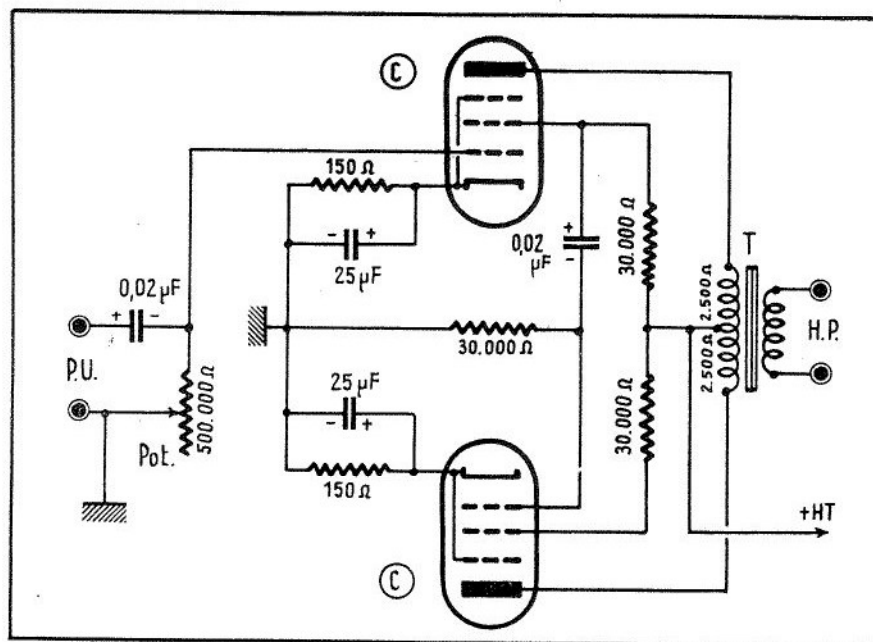 C
150 Ω
- +
25 µF
0,02 µF
+ -
P.U.
Pot.
500.000 Ω
30.000 Ω
+
-
0,02
µF
30.000 Ω
30.000 Ω
T
2.500 Ω
2.500 Ω
H.P.
25 µF
- +
150 Ω
+HT
C